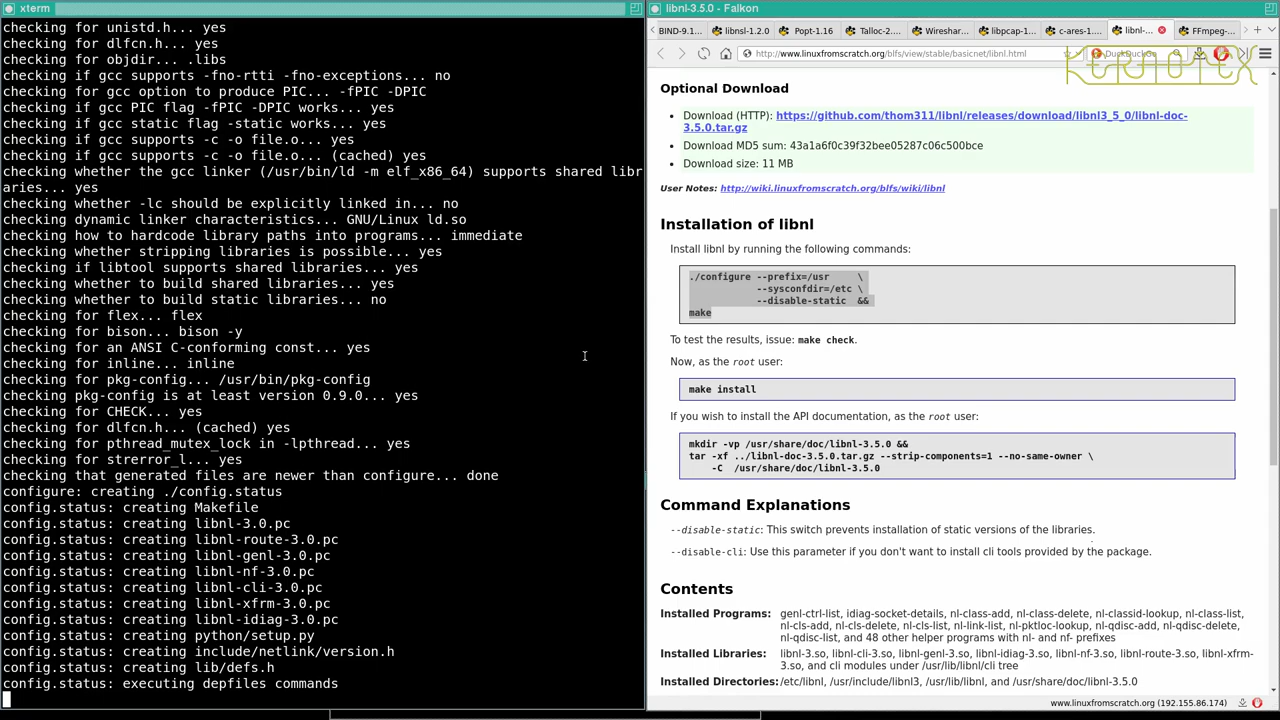 xterm
checking for unistd.h... yes
checking for dlfcn.h... yes
checking for objdir... .libs
checking if gcc supports -fno-rtti -fno-exceptions... no
checking for gcc option to produce PIC... -fPIC -DPIC
checking if gcc PIC flag -fPIC -DPIC works... yes
checking if gcc static flag -static works... yes
checking if gcc supports -c -o file.o... yes
checking if gcc supports -c -o file.o... (cached) yes
checking whether the gcc linker (/usr/bin/ld -m elf_x86_64) supports shared libr
aries... yes
checking whether -lc should be explicitly linked in... no
checking dynamic linker characteristics... GNU/Linux ld.so
checking how to hardcode library paths into programs... immediate
checking whether stripping libraries is possible... yes
checking if libtool supports shared libraries... yes
checking whether to build shared libraries... yes
checking whether to build static libraries... no
checking for flex... flex
checking for bison... bison -y
checking for an ANSI C-conforming const... yes
checking for inline... inline
checking for pkg-config... /usr/bin/pkg-config
checking pkg-config is at least version 0.9.0... yes
checking for CHECK... yes
checking for dlfcn.h... (cached) yes
checking for pthread_mutex_lock in -lpthread... yes
checking for strerror_l... yes
checking that generated files are newer than configure... done
configure: creating ./config.status
config.status: creating Makefile
config.status: creating libnl-3.0.pc
config.status: creating libnl-route-3.0.pc
config.status: creating libnl-genl-3.0.pc
config.status: creating libnl-nf-3.0.pc
config.status: creating libnl-cli-3.0.pc
config.status: creating libnl-xfrm-3.0.pc
config.status: creating libnl-idiag-3.0.pc
config.status: creating python/setup.py
config.status: creating include/netlink/version.h
config.status: creating lib/defs.h
config.status: executing depfiles commands
libnl-3.5.0 - Falkon
BIND-9.1... libnsl-1.2.0 Popt-1.16 Talloc-2.... Wireshar... libpcap-1... c-ares-1.... libnl-... FFmpeg-...
http://www.linuxfromscratch.org/blfs/view/stable/basicnet/libnl.html DuckDuckGo
KERNOTEX
Optional Download
• Download (HTTP): https://github.com/thom311/libnl/releases/download/libnl3_5_0/libnl-doc-
3.5.0.tar.gz
• Download MD5 sum: 43a1a6f0c39f32bee05287c06c500bce
• Download size: 11 MB
User Notes: http://wiki.linuxfromscratch.org/blfs/wiki/libnl
Installation of libnl
Install libnl by running the following commands:
./configure --prefix=/usr \
--sysconfdir=/etc \
--disable-static &&
make
To test the results, issue: make check.
Now, as the root user:
make install
If you wish to install the API documentation, as the root user:
mkdir -vp /usr/share/doc/libnl-3.5.0 &&
tar -xf ../libnl-doc-3.5.0.tar.gz --strip-components=1 --no-same-owner \
-C /usr/share/doc/libnl-3.5.0
Command Explanations
--disable-static: This switch prevents installation of static versions of the libraries.
--disable-cli: Use this parameter if you don't want to install cli tools provided by the package.
Contents
Installed Programs: genl-ctrl-list, idiag-socket-details, nl-class-add, nl-class-delete, nl-classid-lookup, nl-class-list,
nl-cls-add, nl-cls-delete, nl-cls-list, nl-link-list, nl-pktloc-lookup, nl-qdisc-add, nl-qdisc-delete,
nl-qdisc-list, and 48 other helper programs with nl- and nf- prefixes
Installed Libraries: libnl-3.so, libnl-cli-3.so, libnl-genl-3.so, libnl-idiag-3.so, libnl-nf-3.so, libnl-route-3.so, libnl-xfrm-
3.so, and cli modules under /usr/lib/libnl/cli tree
Installed Directories: /etc/libnl, /usr/include/libnl3, /usr/lib/libnl, and /usr/share/doc/libnl-3.5.0
www.linuxfromscratch.org (192.155.86.174)